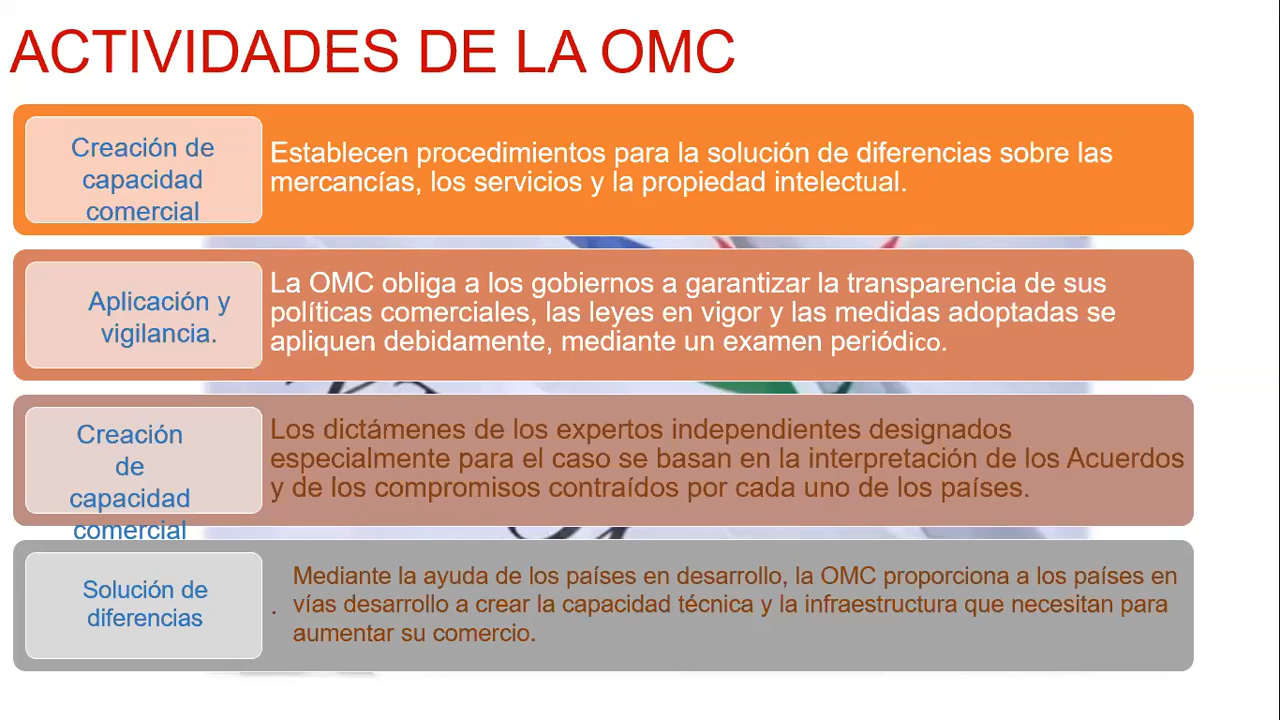 ACTIVIDADES DE LA OMC
Creación de
capacidad
comercial
Establecen procedimientos para la solución de diferencias sobre las
mercancías, los servicios y la propiedad intelectual.
Aplicación y
vigilancia.
La OMC obliga a los gobiernos a garantizar la transparencia de sus
políticas comerciales, las leyes en vigor y las medidas adoptadas se
apliquen debidamente, mediante un examen periódico.
Creación
de
capacidad
comercial
Los dictámenes de los expertos independientes designados
especialmente para el caso se basan en la interpretación de los Acuerdos
y de los compromisos contraídos por cada uno de los países.
Solución de
diferencias
Mediante la ayuda de los países en desarrollo, la OMC proporciona a los países en
. vías desarrollo a crear la capacidad técnica y la infraestructura que necesitan para
aumentar su comercio.